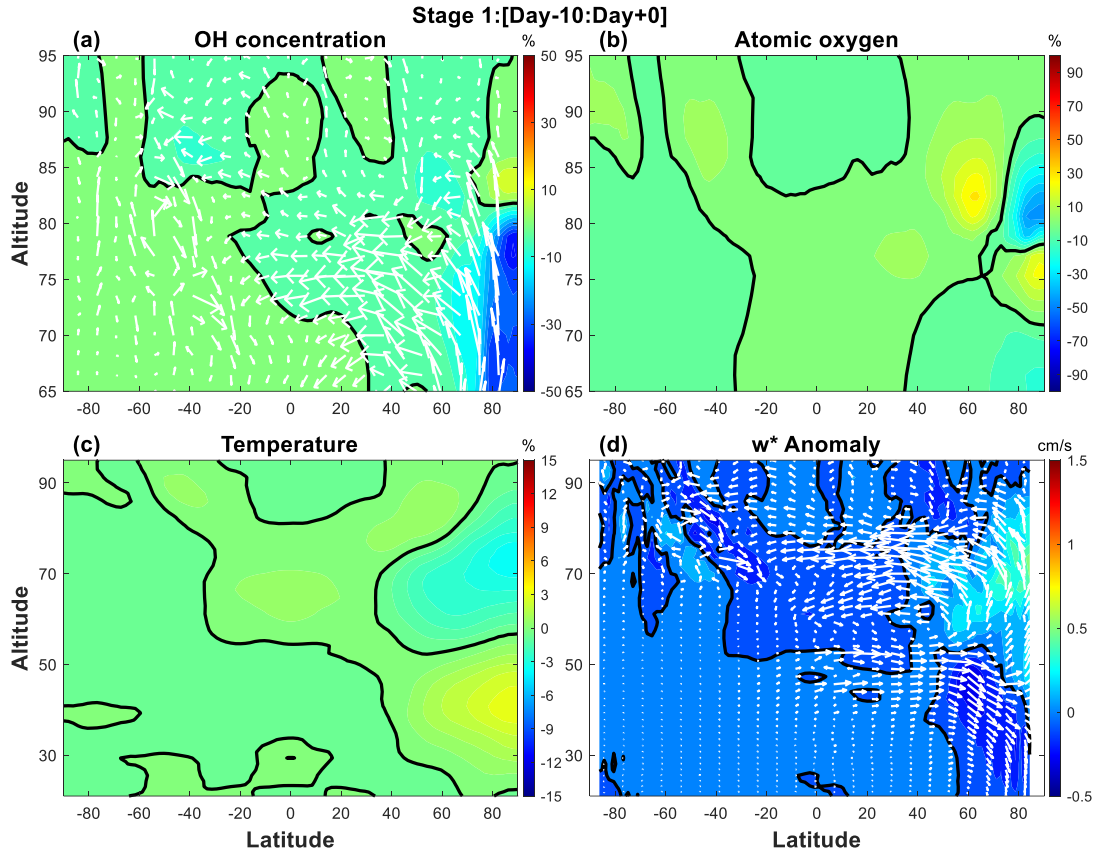 Stage 1:[Day-10:Day+0]
(a) OH concentration %
(b) Atomic oxygen %
95 50 95 90
90 90 70
85 30 85 50
80 10 80 30
10
75 -10 75 -10
-30
70 -30 70 -50
-70
65 -50 65 -90
Altitude
-80 -60 -40 -20 0 20 40 60 80
-80 -60 -40 -20 0 20 40 60 80
(c) Temperature %
(d) w* Anomaly cm/s
90 15 90 1.5
12
9
70 6 70 1
3
0
50 -3 50 0.5
-6
30 -9 30 0
-12
-15 -0.5
Altitude
-80 -60 -40 -20 0 20 40 60 80
-80 -60 -40 -20 0 20 40 60 80
Latitude
Latitude